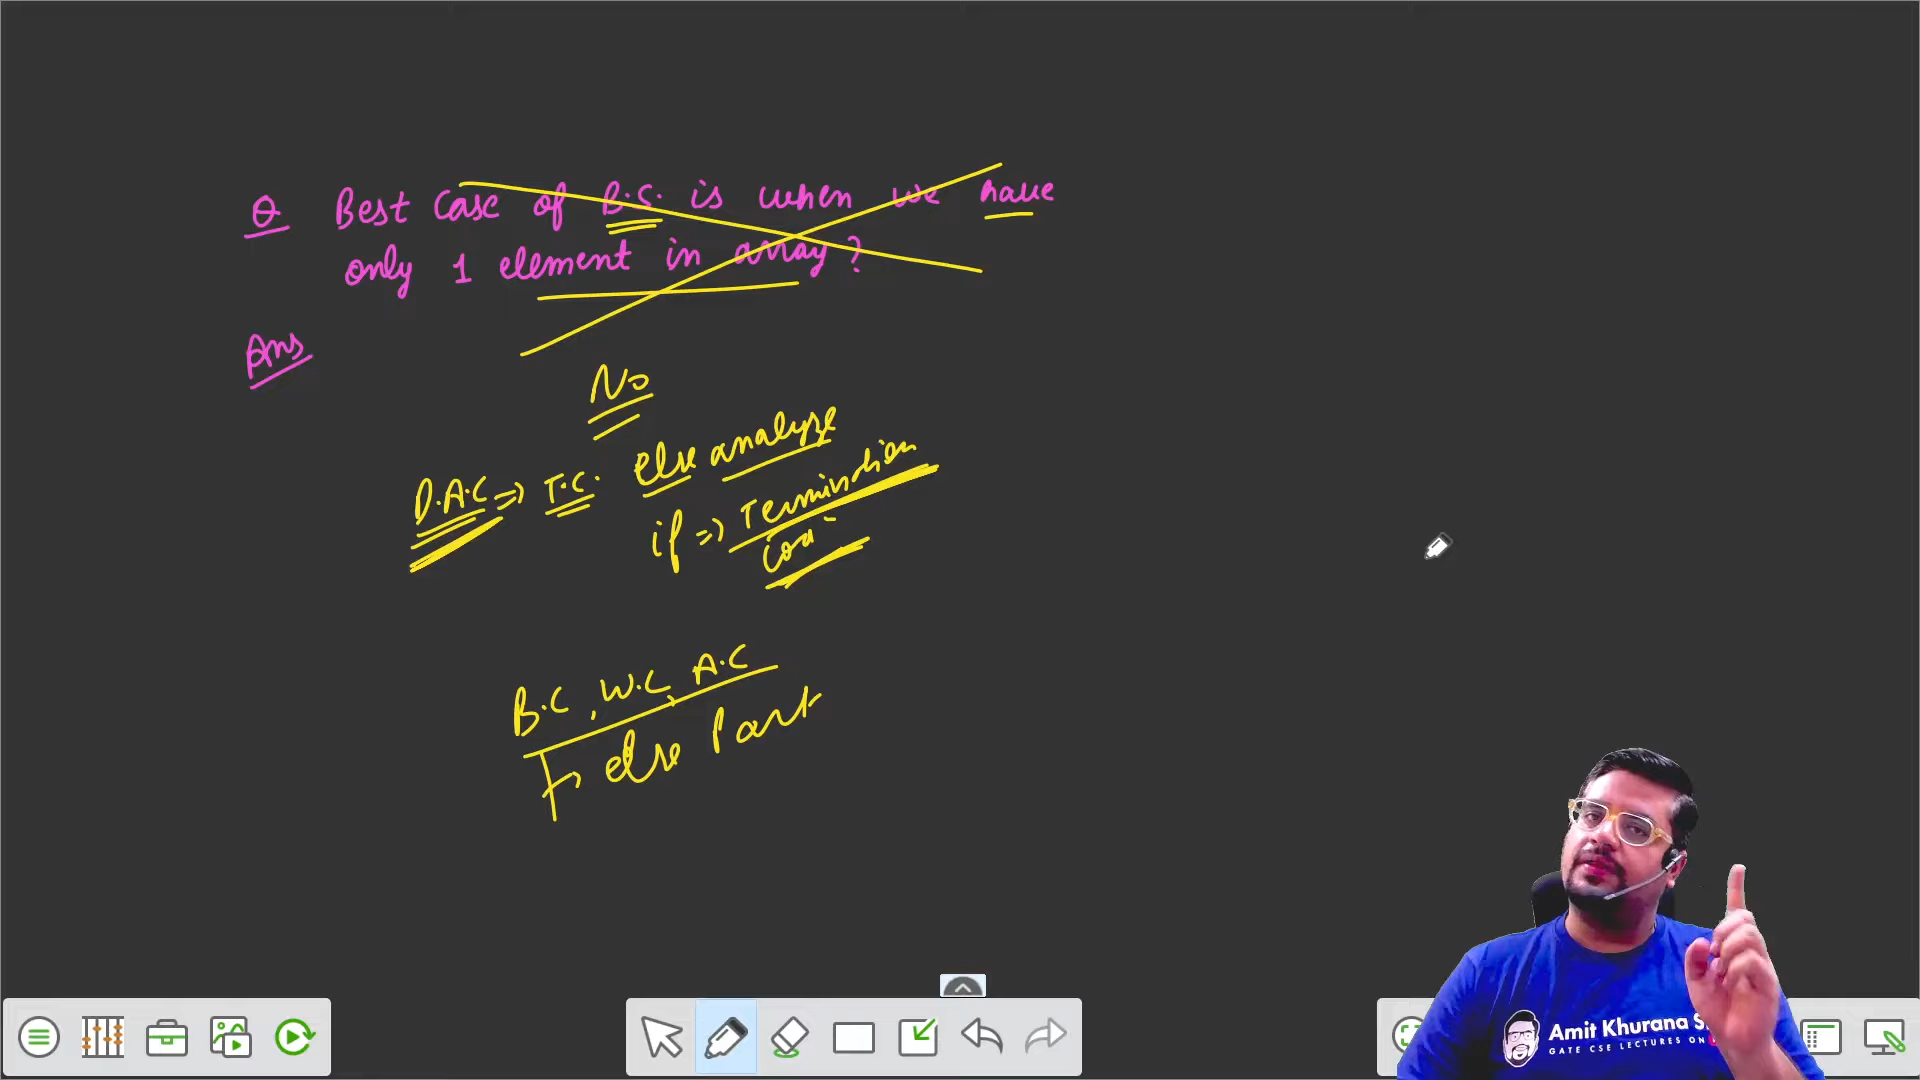 Q Best Case of B.S. is when we have
only 1 element in array?
Ans
No
D.A.C => T.C. Else analyze
if => Termination
B.C, W.C, A.C
else Part
Amit Khurana S
GATE CSE LECTURES ON